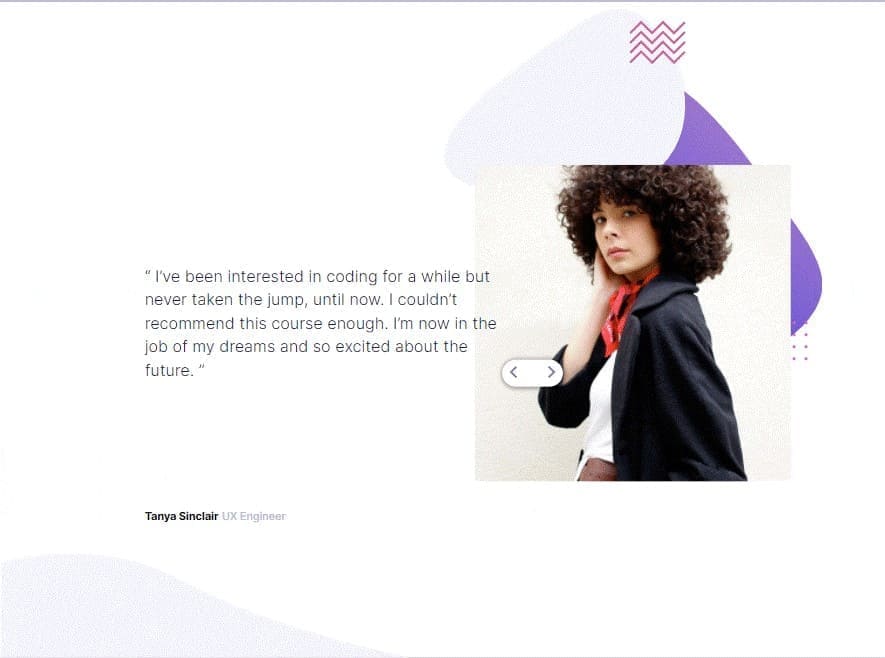 “ I’ve been interested in coding for a while but
never taken the jump, until now. I couldn’t
recommend this course enough. I’m now in the
job of my dreams and so excited about the
future. ”
Tanya Sinclair UX Engineer